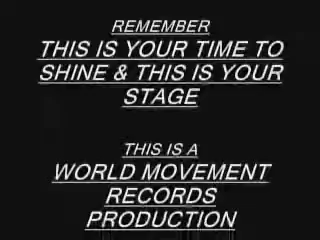 REMEMBER
THIS IS YOUR TIME TO
SHINE & THIS IS YOUR
STAGE
THIS IS A
WORLD MOVEMENT
RECORDS
PRODUCTION